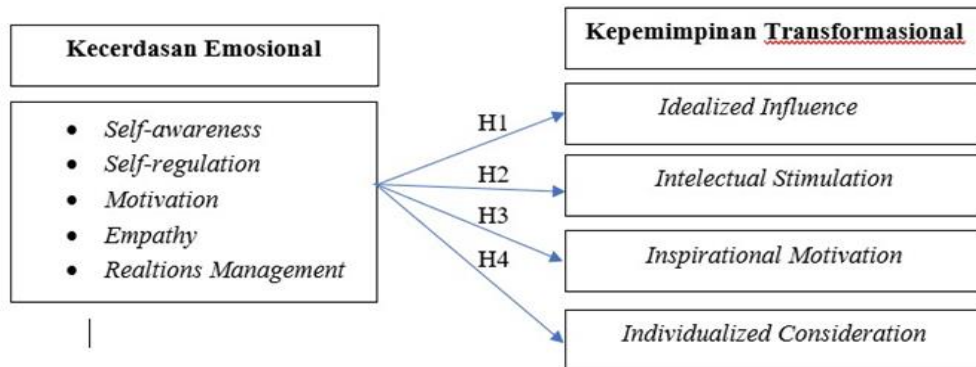 Kecerdasan Emosional
Self-awareness
Self-regulation
Motivation
Empathy
Realtions Management
H1
H2
H3
H4
Kepemimpinan Transformasional
Idealized Influence
Intelectual Stimulation
Inspirational Motivation
Individualized Consideration